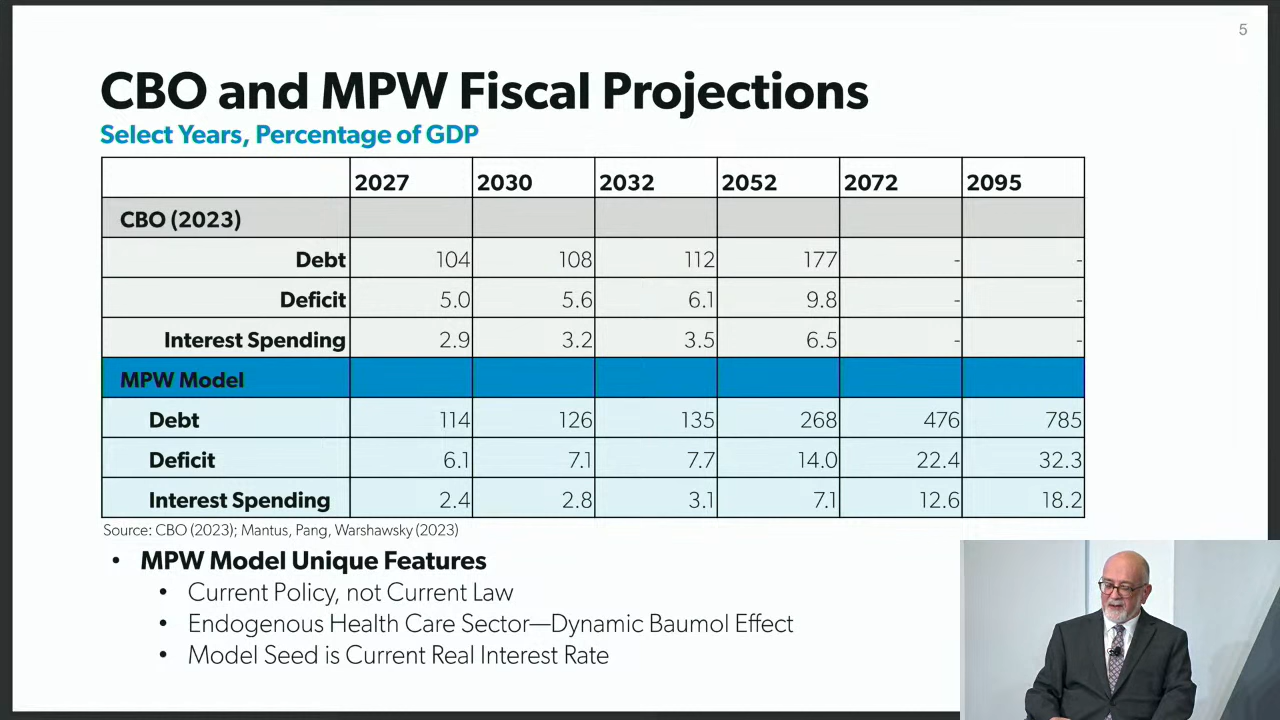 5
CBO and MPW Fiscal Projections
Select Years, Percentage of GDP
2027 2030 2032 2052 2072 2095
CBO (2023)
Debt 104 108 112 177 - -
Deficit 5.0 5.6 6.1 9.8 - -
Interest Spending 2.9 3.2 3.5 6.5 - -
MPW Model
Debt 114 126 135 268 476 785
Deficit 6.1 7.1 7.7 14.0 22.4 32.3
Interest Spending 2.4 2.8 3.1 7.1 12.6 18.2
Source: CBO (2023); Mantus, Pang, Warshawsky (2023)
• MPW Model Unique Features
• Current Policy, not Current Law
• Endogenous Health Care Sector—Dynamic Baumol Effect
• Model Seed is Current Real Interest Rate